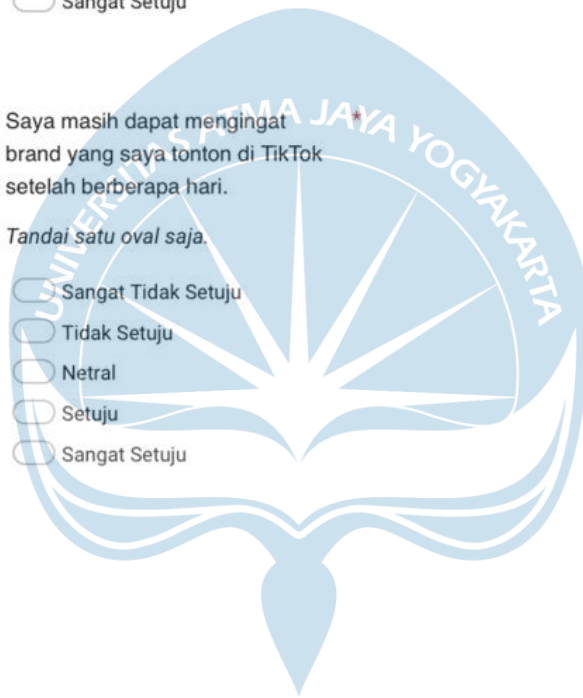 Sangat Setuju
Saya masih dapat mengingat *
brand yang saya tonton di TikTok
setelah berberapa hari.
Tandai satu oval saja.
Sangat Tidak Setuju
Tidak Setuju
Netral
Setuju
Sangat Setuju
UNIVERSITAS ATMA JAYA YOGYAKARTA